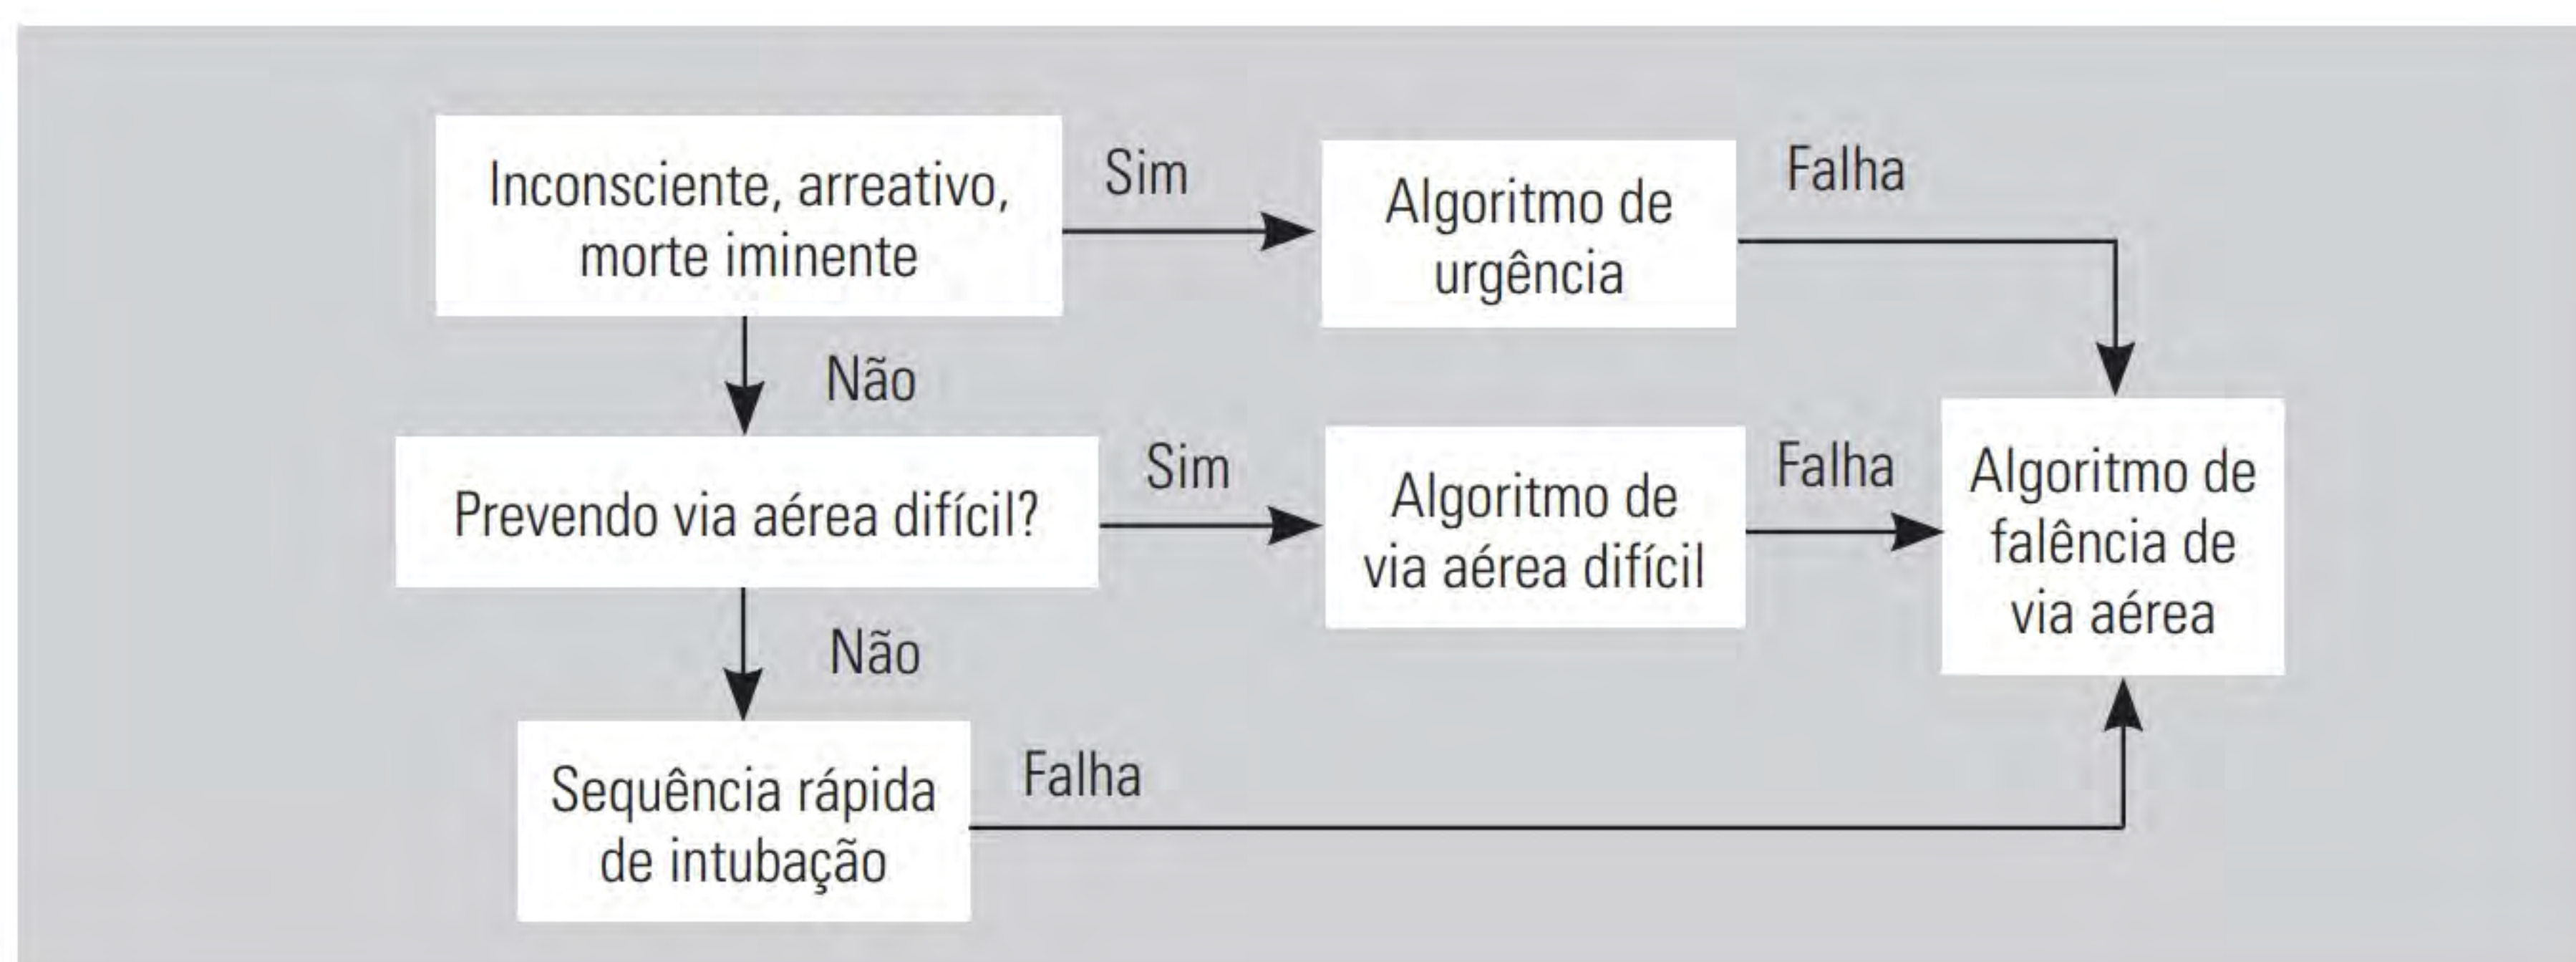 Inconsciente, arreativo,
morte iminente
Sim
Algoritmo de
urgência
Falha
Não
Prevendo via aérea difícil?
Sim
Algoritmo de
via aérea difícil
Falha
Algoritmo de
falência de
via aérea
Não
Sequência rápida
de intubação
Falha